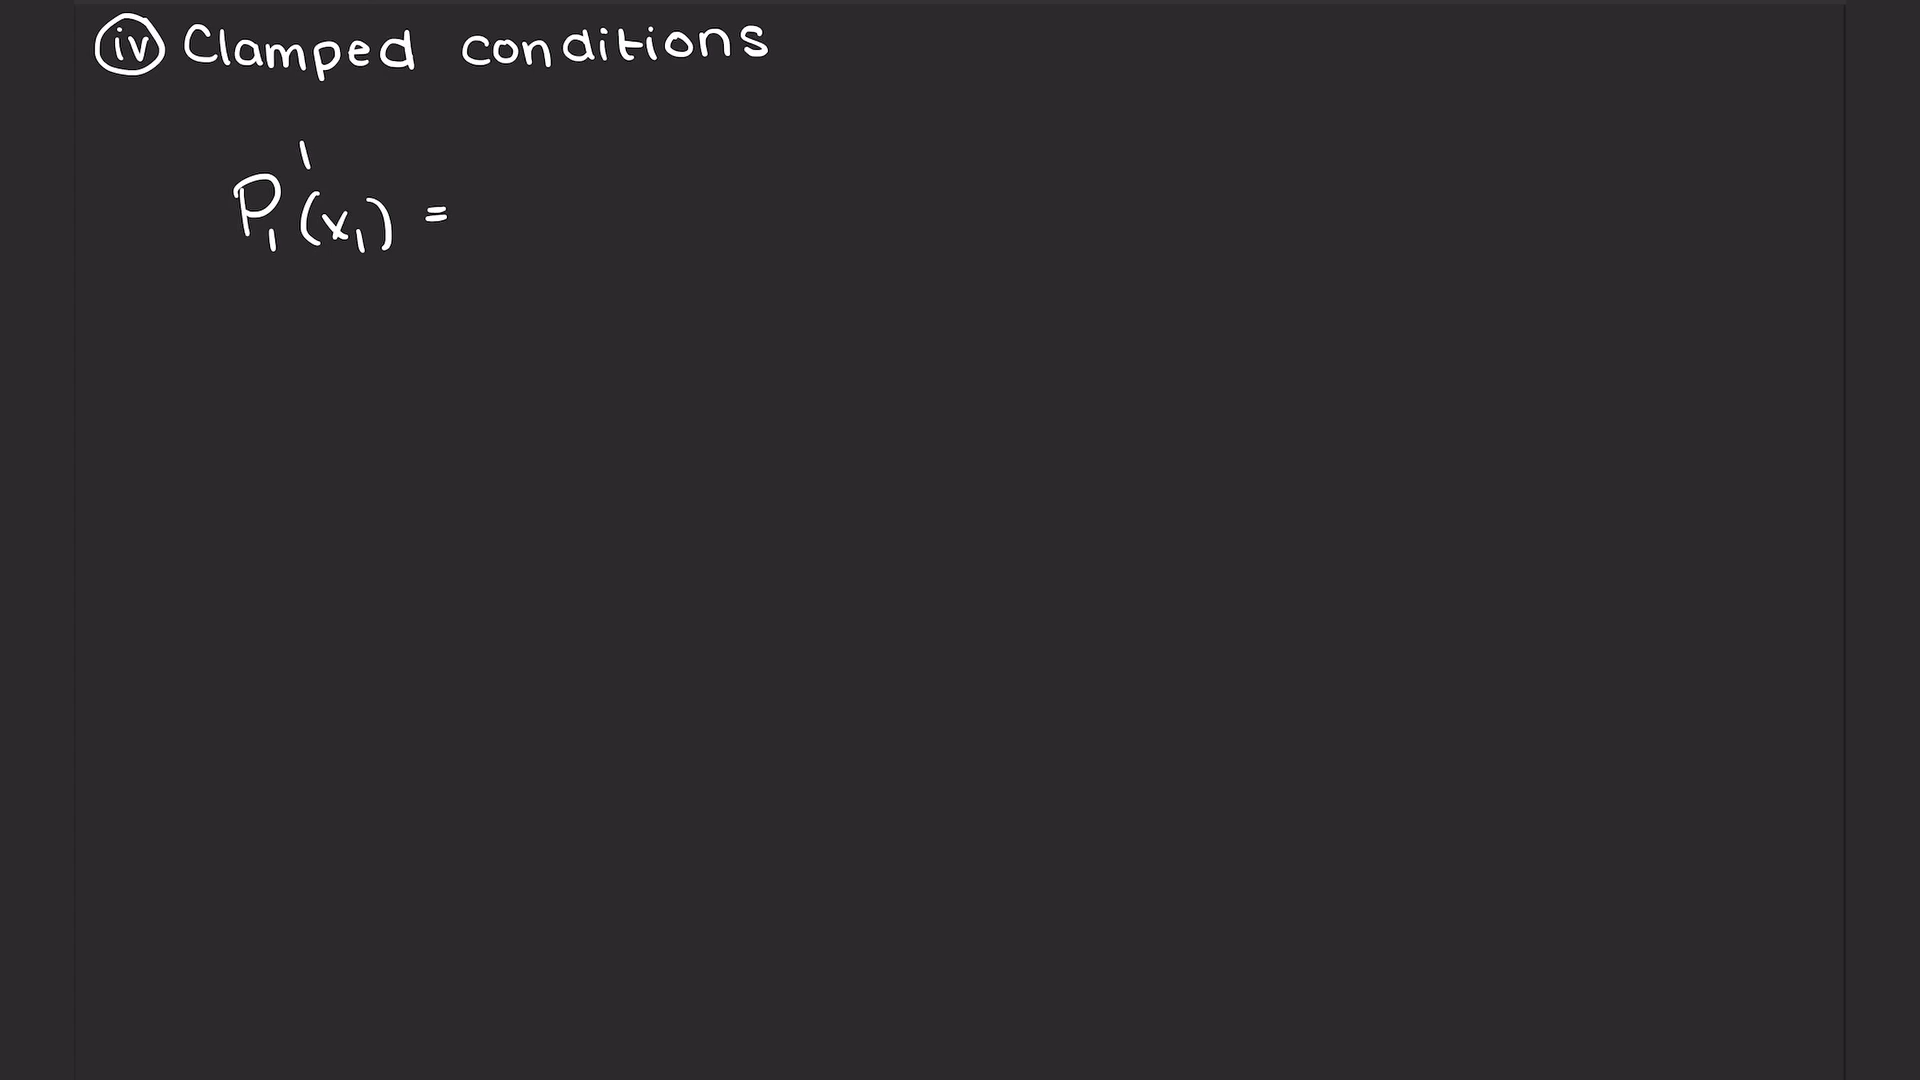 (iv) Clamped conditions
P₁'(x₁) =